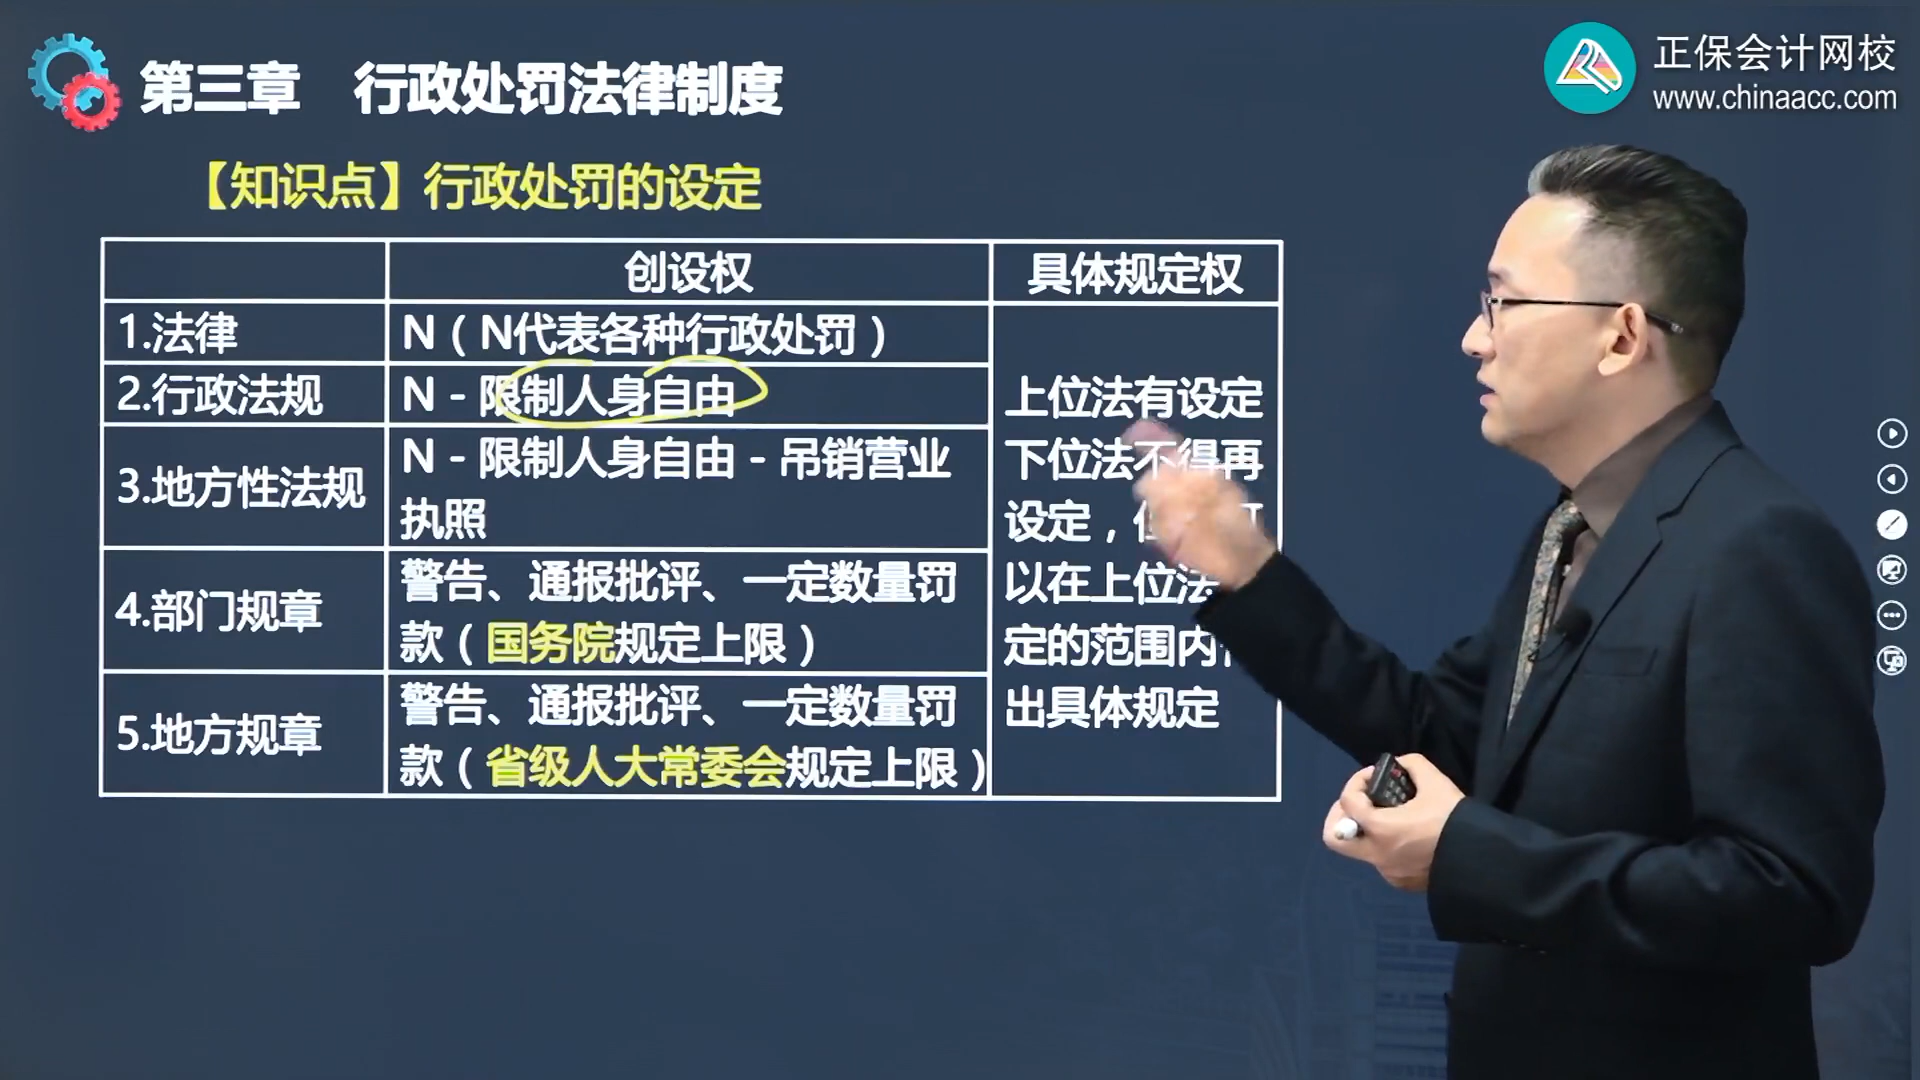 第三章 行政处罚法律制度
正保会计网校
www.chinaacc.com
【知识点】行政处罚的设定
创设权
具体规定权
1.法律
N（N代表各种行政处罚）
2.行政法规
N－限制人身自由
3.地方性法规
N－限制人身自由－吊销营业
执照
4.部门规章
警告、通报批评、一定数量罚
款（国务院规定上限）
5.地方规章
警告、通报批评、一定数量罚
款（省级人大常委会规定上限）
上位法有设定
下位法不得再
设定，
以在上位法
定的范围内
出具体规定